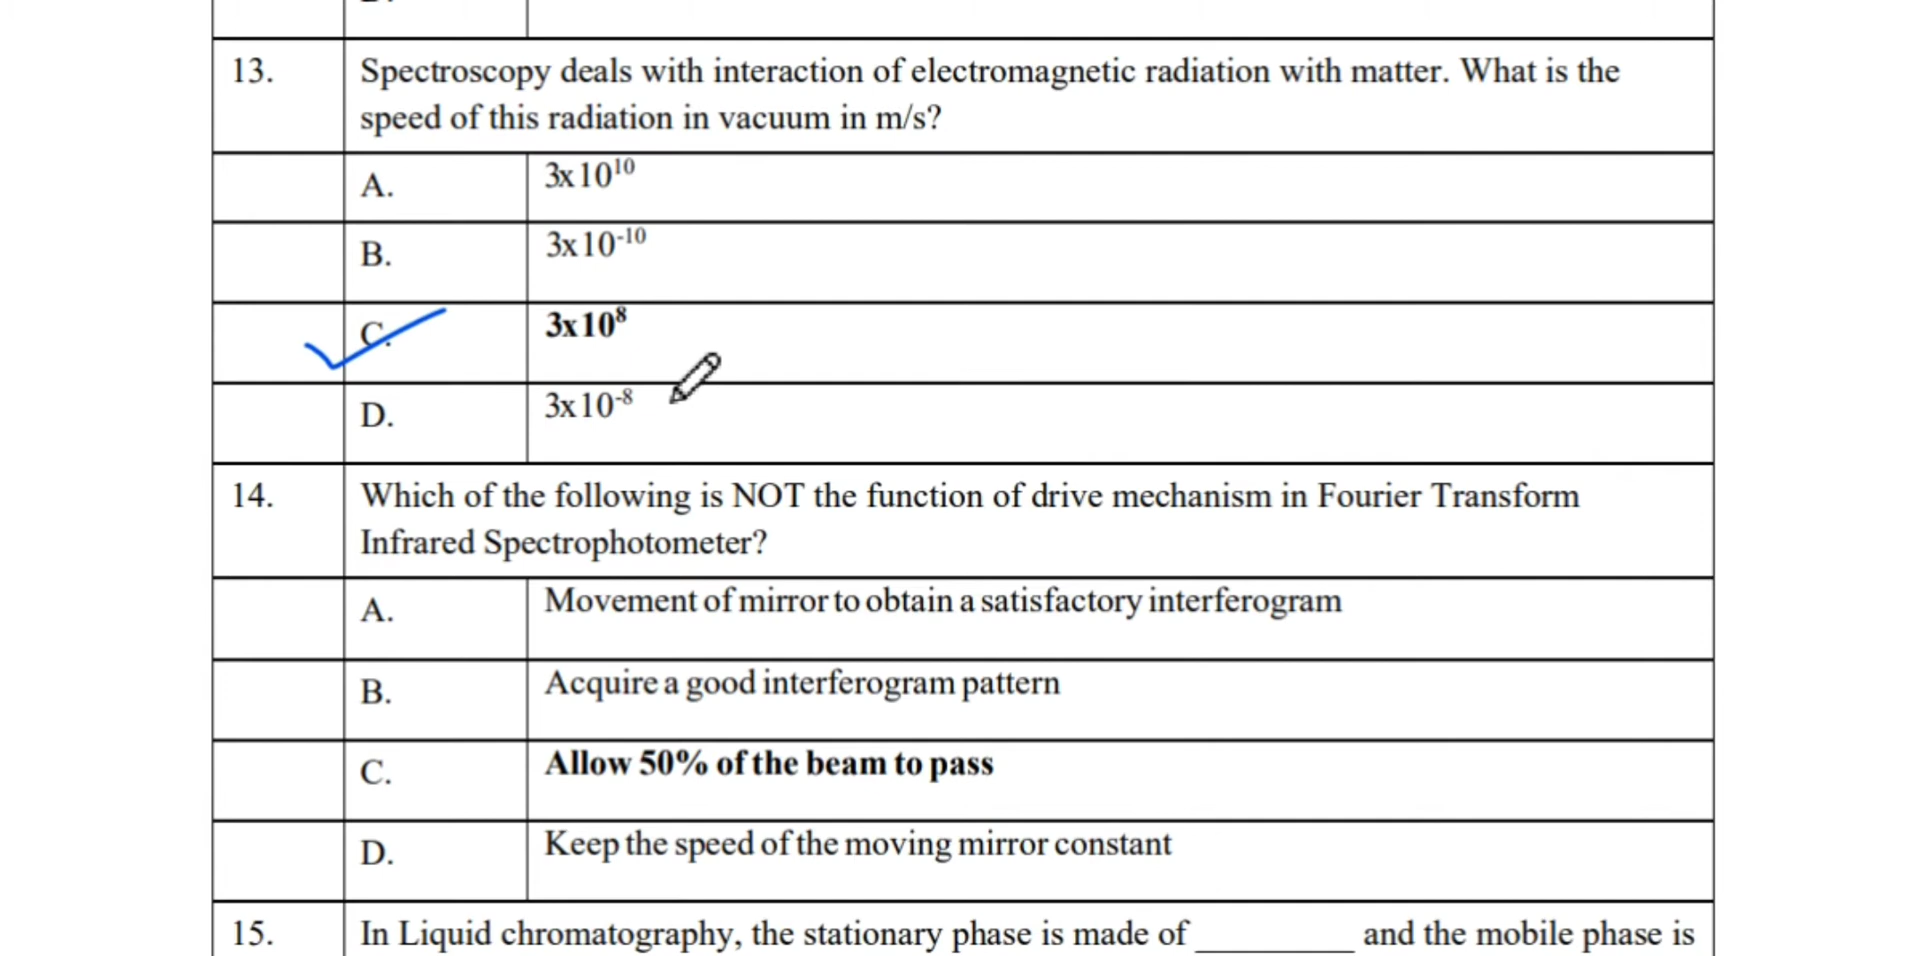 13. Spectroscopy deals with interaction of electromagnetic radiation with matter. What is the
speed of this radiation in vacuum in m/s?
A. 3x10¹⁰
B. 3x10⁻¹⁰
C. 3x10⁸
D. 3x10⁻⁸
14. Which of the following is NOT the function of drive mechanism in Fourier Transform
Infrared Spectrophotometer?
A. Movement of mirror to obtain a satisfactory interferogram
B. Acquire a good interferogram pattern
C. Allow 50% of the beam to pass
D. Keep the speed of the moving mirror constant
15. In Liquid chromatography, the stationary phase is made of _________ and the mobile phase is